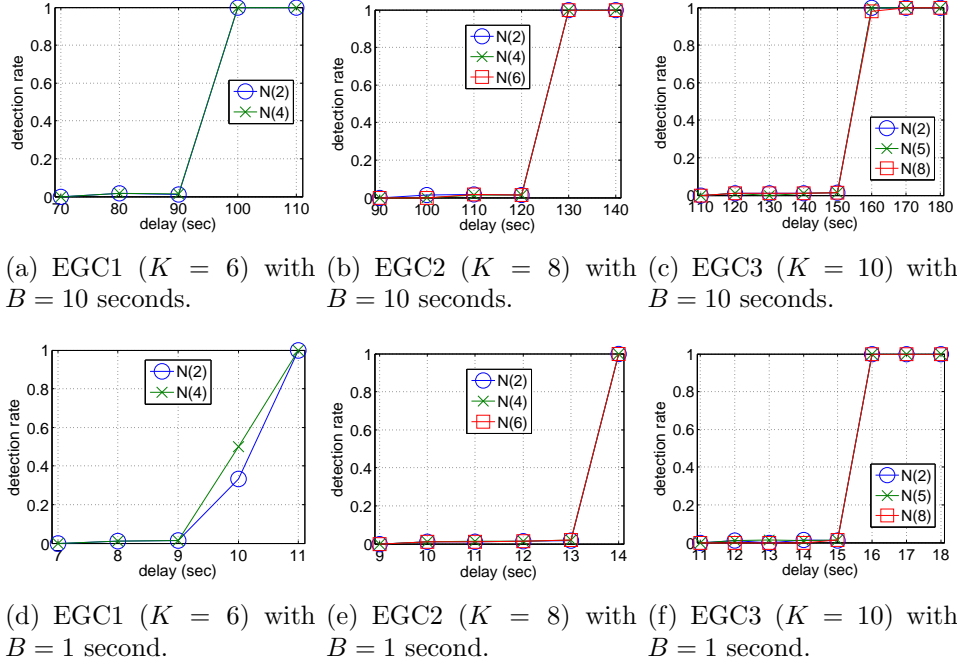 1
0.8
0.6
0.4
0.2
0
detection rate
70 80 90 100 110
delay (sec)
N(2)
N(4)
1
0.8
0.6
0.4
0.2
0
detection rate
90 100 110 120 130 140
delay (sec)
N(2)
N(4)
N(6)
1
0.8
0.6
0.4
0.2
0
detection rate
110 120 130 140 150 160 170 180
delay (sec)
N(2)
N(5)
N(8)
(a) EGC1 (K = 6) with
B = 10 seconds.
(b) EGC2 (K = 8) with
B = 10 seconds.
(c) EGC3 (K = 10) with
B = 10 seconds.
1
0.8
0.6
0.4
0.2
0
detection rate
7 8 9 10 11
delay (sec)
N(2)
N(4)
1
0.8
0.6
0.4
0.2
0
detection rate
9 10 11 12 13 14
delay (sec)
N(2)
N(4)
N(6)
1
0.8
0.6
0.4
0.2
0
detection rate
11 12 13 14 15 16 17 18
delay (sec)
N(2)
N(5)
N(8)
(d) EGC1 (K = 6) with
B = 1 second.
(e) EGC2 (K = 8) with
B = 1 second.
(f) EGC3 (K = 10) with
B = 1 second.